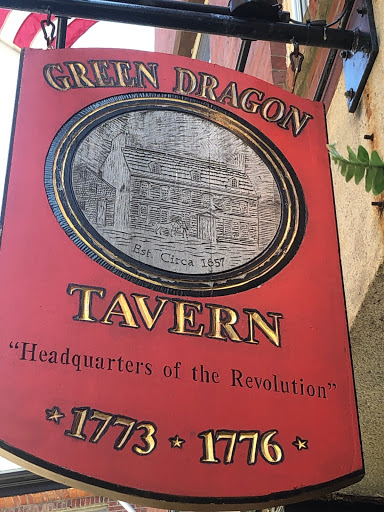 GREEN DRAGON
Est. Circa 1657
TAVERN
"Headquarters of the Revolution"
★ 1773 ★ 1776 ★